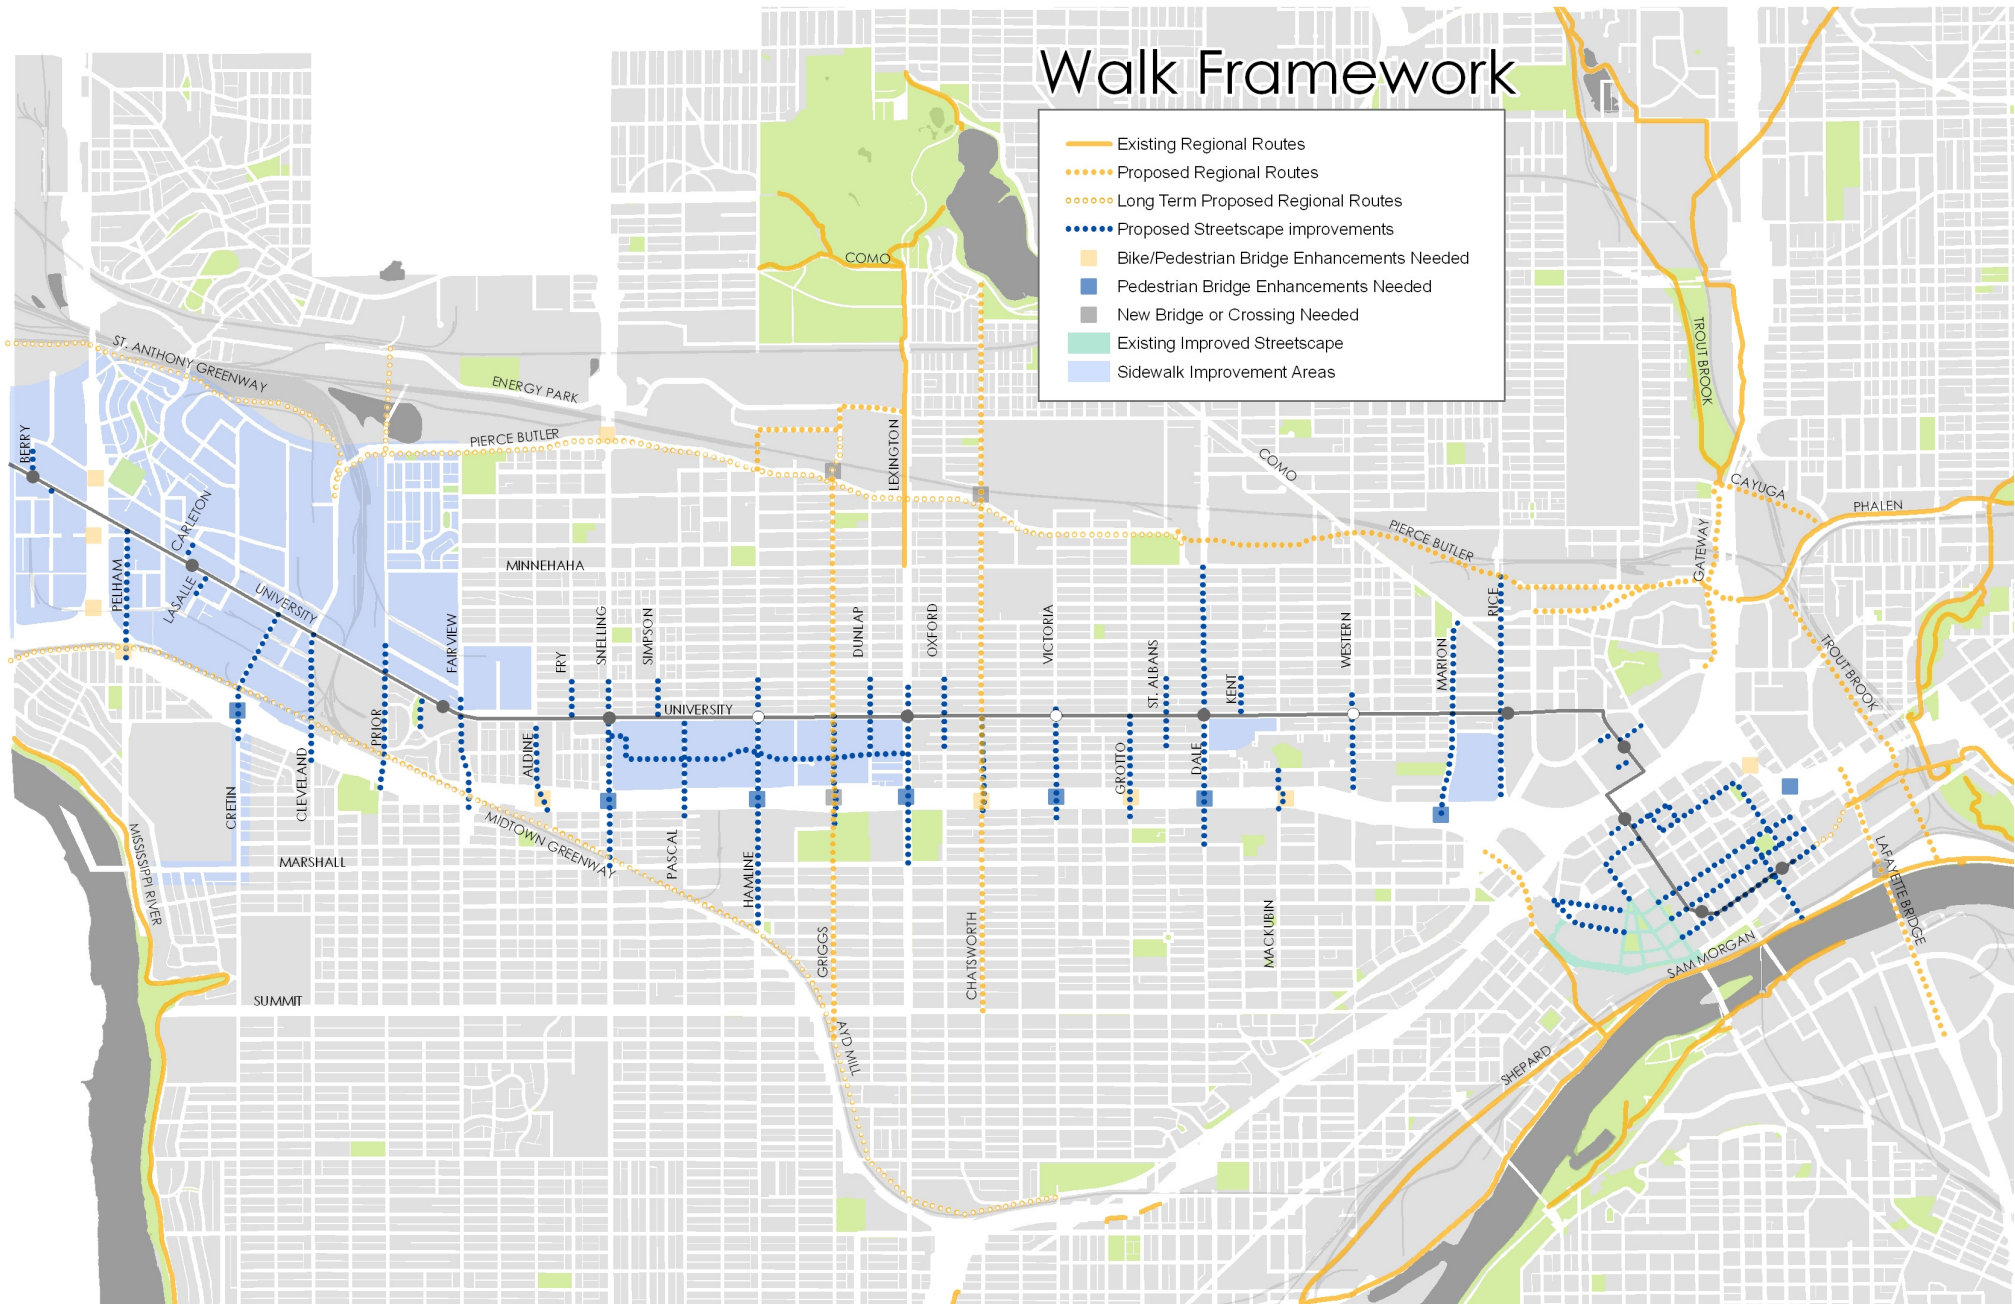 Walk Framework
Existing Regional Routes
Proposed Regional Routes
Long Term Proposed Regional Routes
Proposed Streetscape improvements
Bike/Pedestrian Bridge Enhancements Needed
Pedestrian Bridge Enhancements Needed
New Bridge or Crossing Needed
Existing Improved Streetscape
Sidewalk Improvement Areas
COMO
ST. ANTHONY GREENWAY
ENERGY PARK
PIERCE BUTLER
BERRY
LEXINGTON
COMO
TROUT BROOK
CAYUGA
PHALEN
CARLETON
PIERCE BUTLER
GATEWAY
MINNEHAHA
PELHAM
LASALLE
UNIVERSITY
FAIRVIEW
FRY
SNELLING
SIMPSON
DUNLAP
OXFORD
VICTORIA
ST. ALBANS
KENT
WESTERN
MARION
RICE
TROUT BROOK
UNIVERSITY
PRIOR
CLEVELAND
CRETIN
ALDINE
GROTTO
DALE
MIDTOWN GREENWAY
MISSISSIPPI RIVER
MARSHALL
PASCAL
HAMLINE
GRIGGS
CHATSWORTH
MACKUBIN
LAFAYETTE BRIDGE
SAM MORGAN
SUMMIT
AYD MILL
SHEPARD